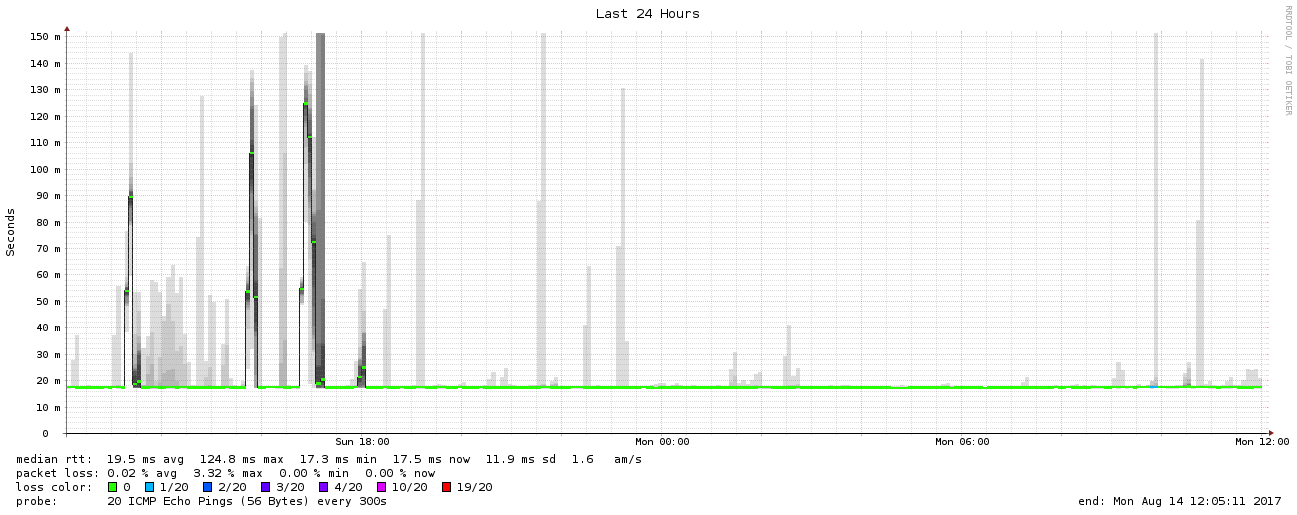 Last 24 Hours
RRDTOOL / TOBI OETIKER
Seconds
150 m
140 m
130 m
120 m
110 m
100 m
90 m
80 m
70 m
60 m
50 m
40 m
30 m
20 m
10 m
0
Sun 18:00 Mon 00:00 Mon 06:00 Mon 12:00
median rtt: 19.5 ms avg 124.8 ms max 17.3 ms min 17.5 ms now 11.9 ms sd 1.6 am/s
packet loss: 0.02 % avg 3.32 % max 0.00 % min 0.00 % now
loss color: 0 1/20 2/20 3/20 4/20 10/20 19/20
probe: 20 ICMP Echo Pings (56 Bytes) every 300s end: Mon Aug 14 12:05:11 2017